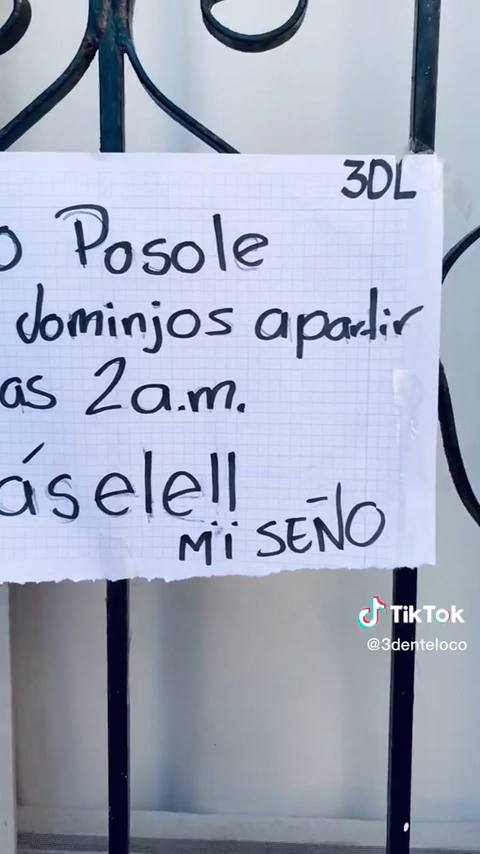 3DL
o Posole
dominjos apartir
as 2a.m.
ásele!!
Mi SEÑO
TikTok
@3denteloco